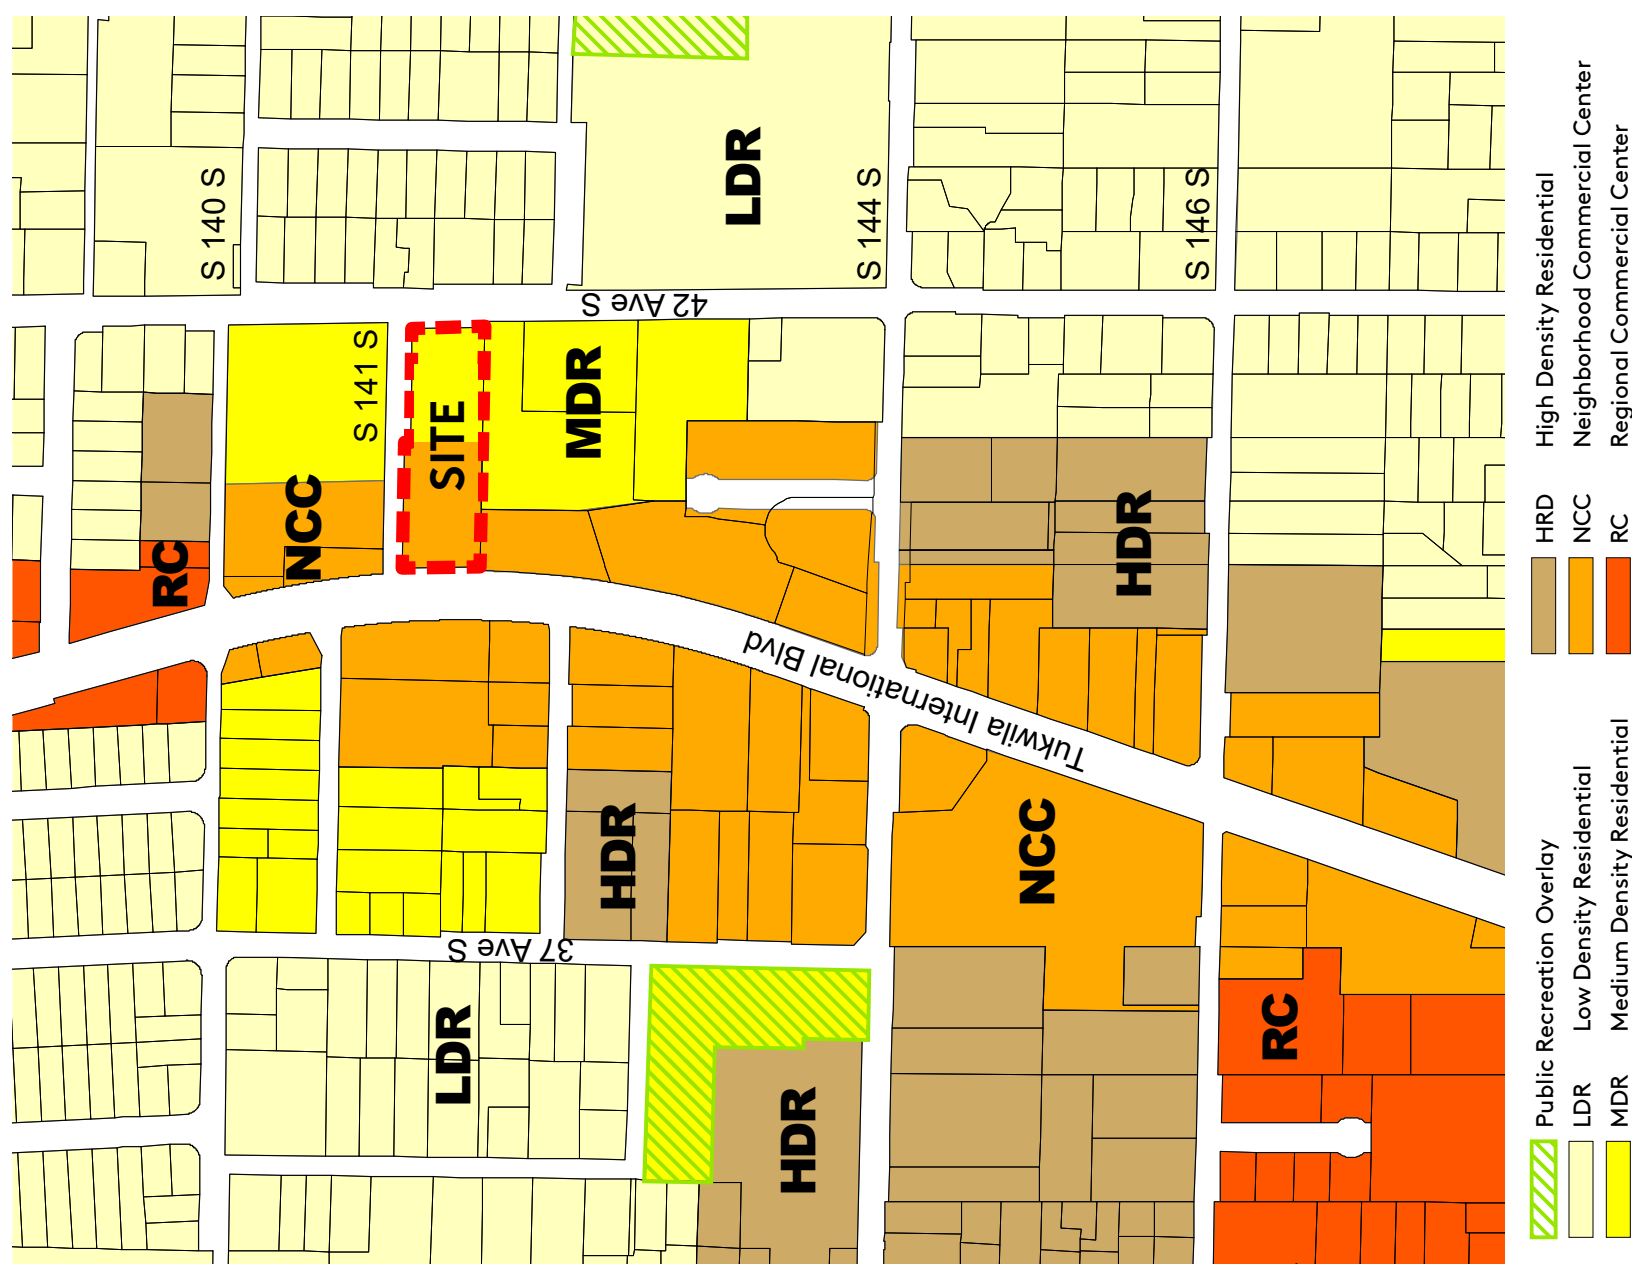 S 140 S
LDR
S 144 S
S 146 S
42 Ave S
S 141 S
SITE
MDR
NCC
RC
HDR
Tukwila International Blvd
HDR
NCC
37 Ave S
LDR
RC
HDR
Public Recreation Overlay
LDR Low Density Residential
MDR Medium Density Residential
HRD High Density Residential
NCC Neighborhood Commercial Center
RC Regional Commercial Center